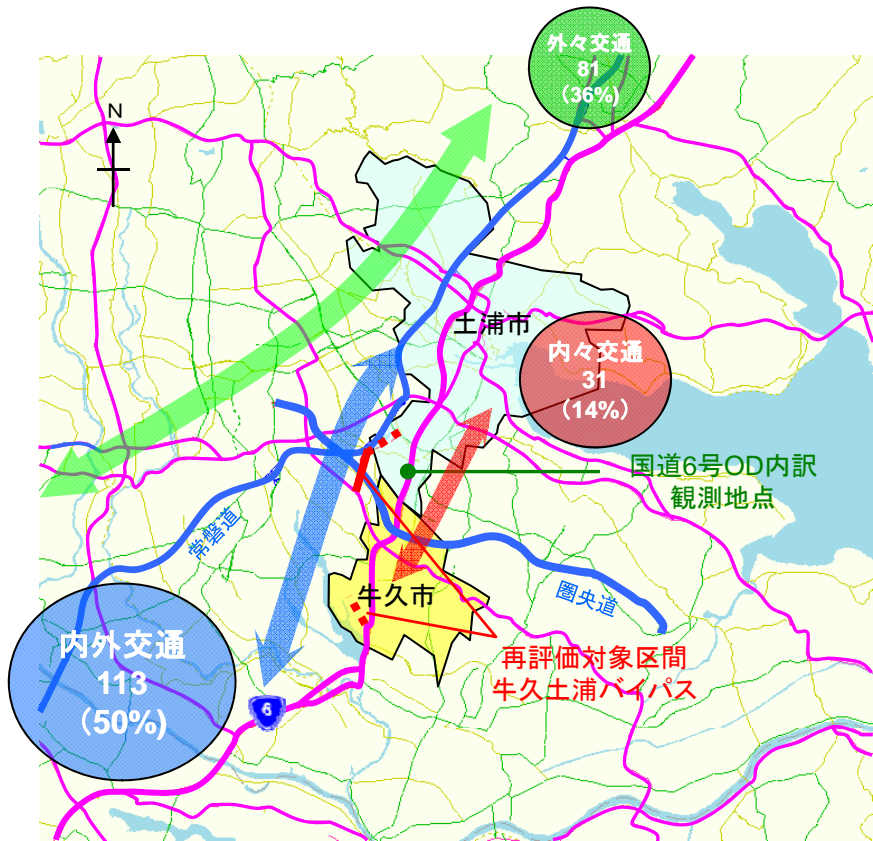 外々交通
81
(36%)
N
土浦市
内々交通
31
(14%)
国道6号OD内訳
観測地点
常磐道
牛久市
圏央道
内外交通
113
(50%)
再評価対象区間
牛久土浦バイパス
6